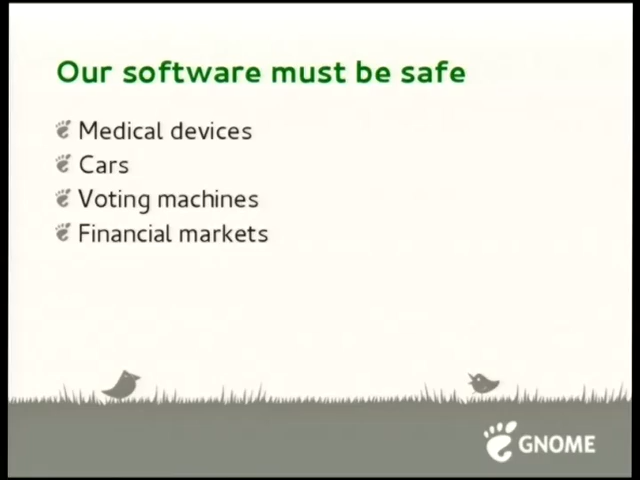 Our software must be safe
Medical devices
Cars
Voting machines
Financial markets
GNOME